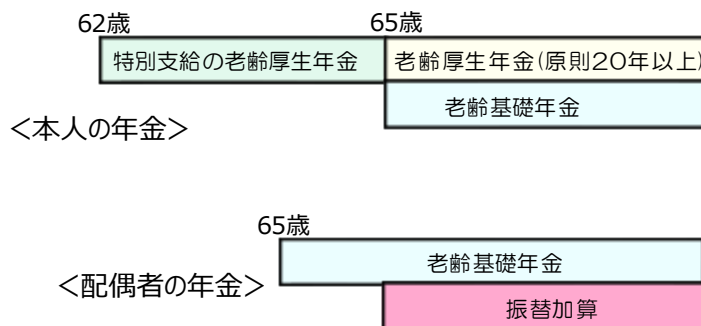 62歳
65歳
特別支給の老齢厚生年金
老齢厚生年金(原則20年以上)
老齢基礎年金
＜本人の年金＞
65歳
老齢基礎年金
＜配偶者の年金＞
振替加算